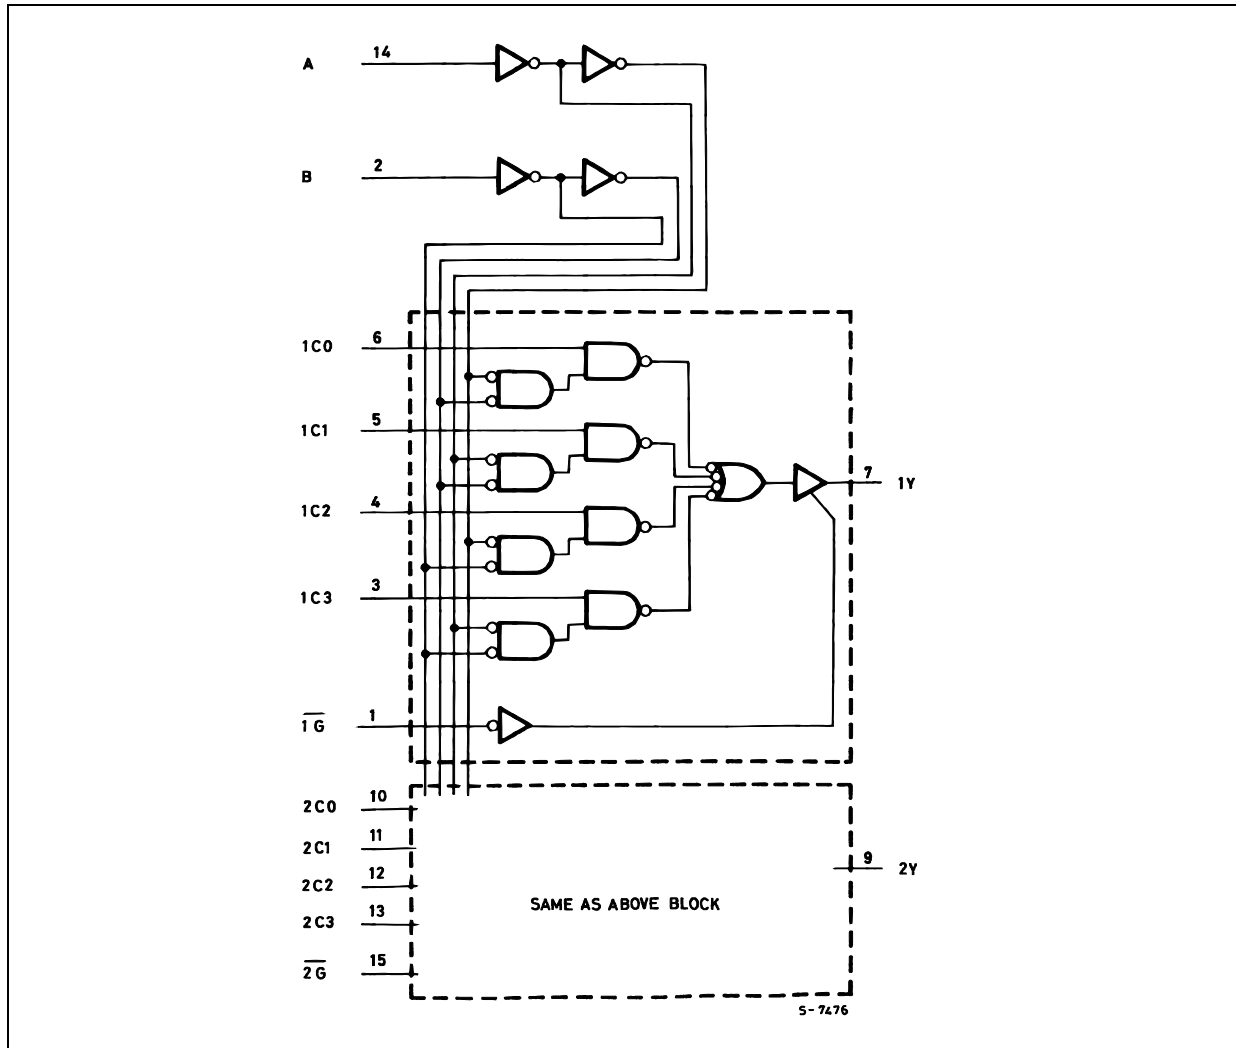 A 14
B 2
1C0 6
1C1 5
1C2 4
7 1Y
1C3 3
1G̅ 1
2C0 10
2C1 11
9 2Y
2C2 12
SAME AS ABOVE BLOCK
2C3 13
2G̅ 15
S-7476